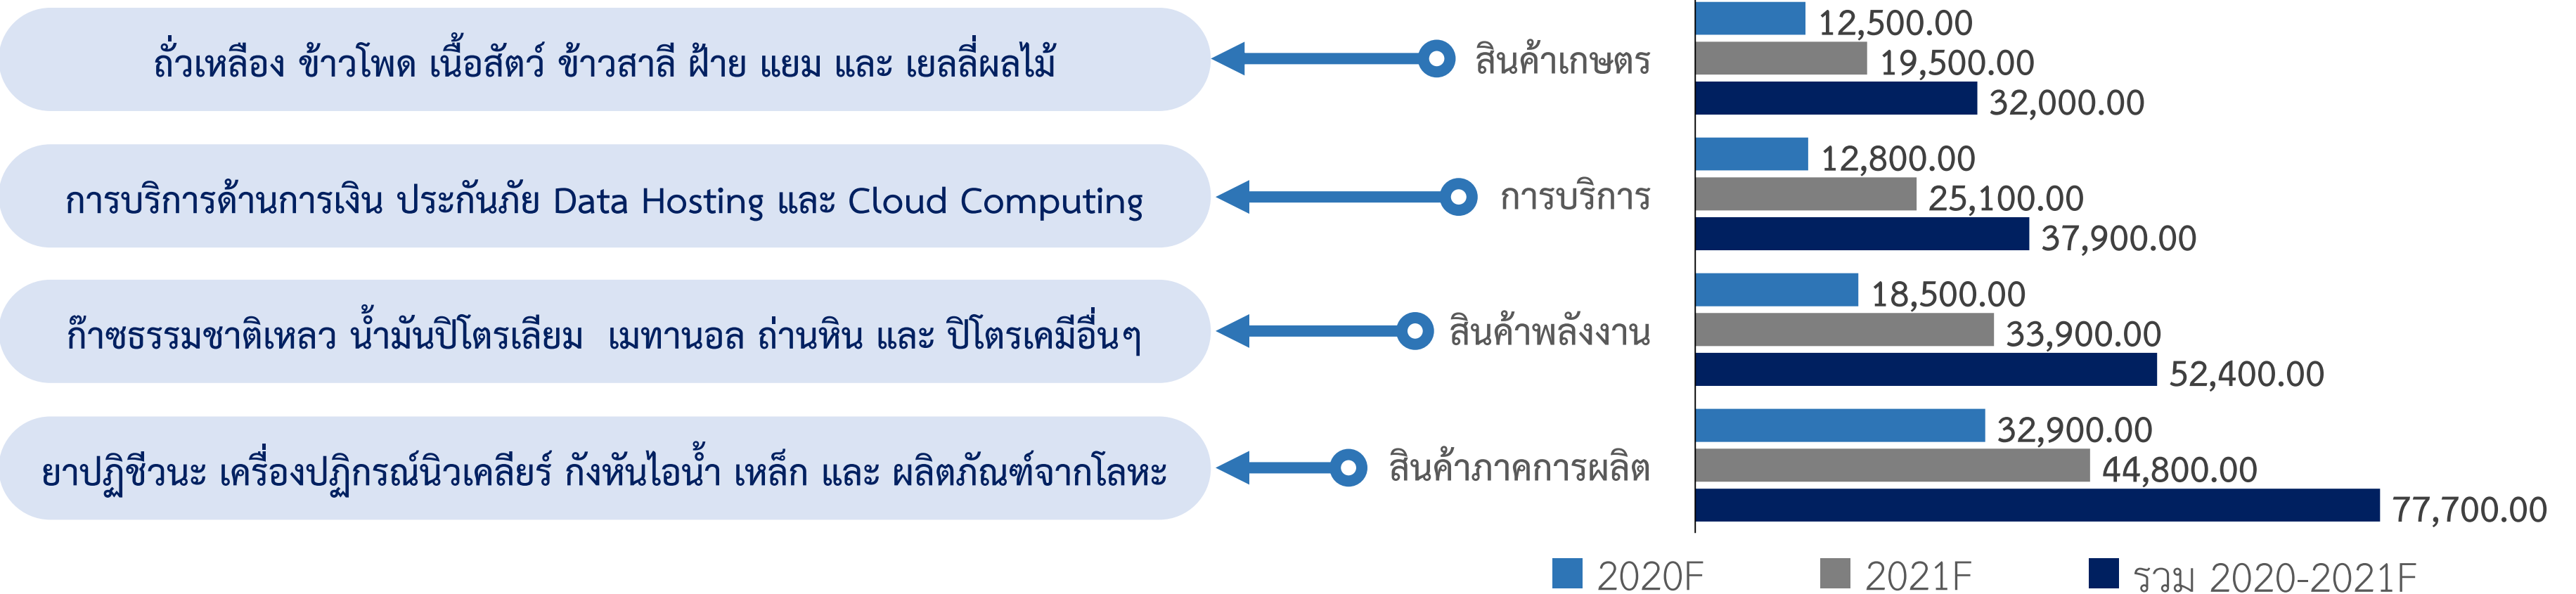 ถั่วเหลือง ข้าวโพด เนื้อสัตว์ ข้าวสาลี ฝ้าย แยม และ เยลลี่ผลไม้
สินค้าเกษตร
12,500.00
19,500.00
32,000.00
การบริการด้านการเงิน ประกันภัย Data Hosting และ Cloud Computing
การบริการ
12,800.00
25,100.00
37,900.00
ก๊าซธรรมชาติเหลว น้ำมันปิโตรเลียม เมทานอล ถ่านหิน และ ปิโตรเคมีอื่นๆ
สินค้าพลังงาน
18,500.00
33,900.00
52,400.00
ยาปฏิชีวนะ เครื่องปฏิกรณ์นิวเคลียร์ กังหันไอน้ำ เหล็ก และ ผลิตภัณฑ์จากโลหะ
สินค้าภาคการผลิต
32,900.00
44,800.00
77,700.00
2020F
2021F
รวม 2020-2021F